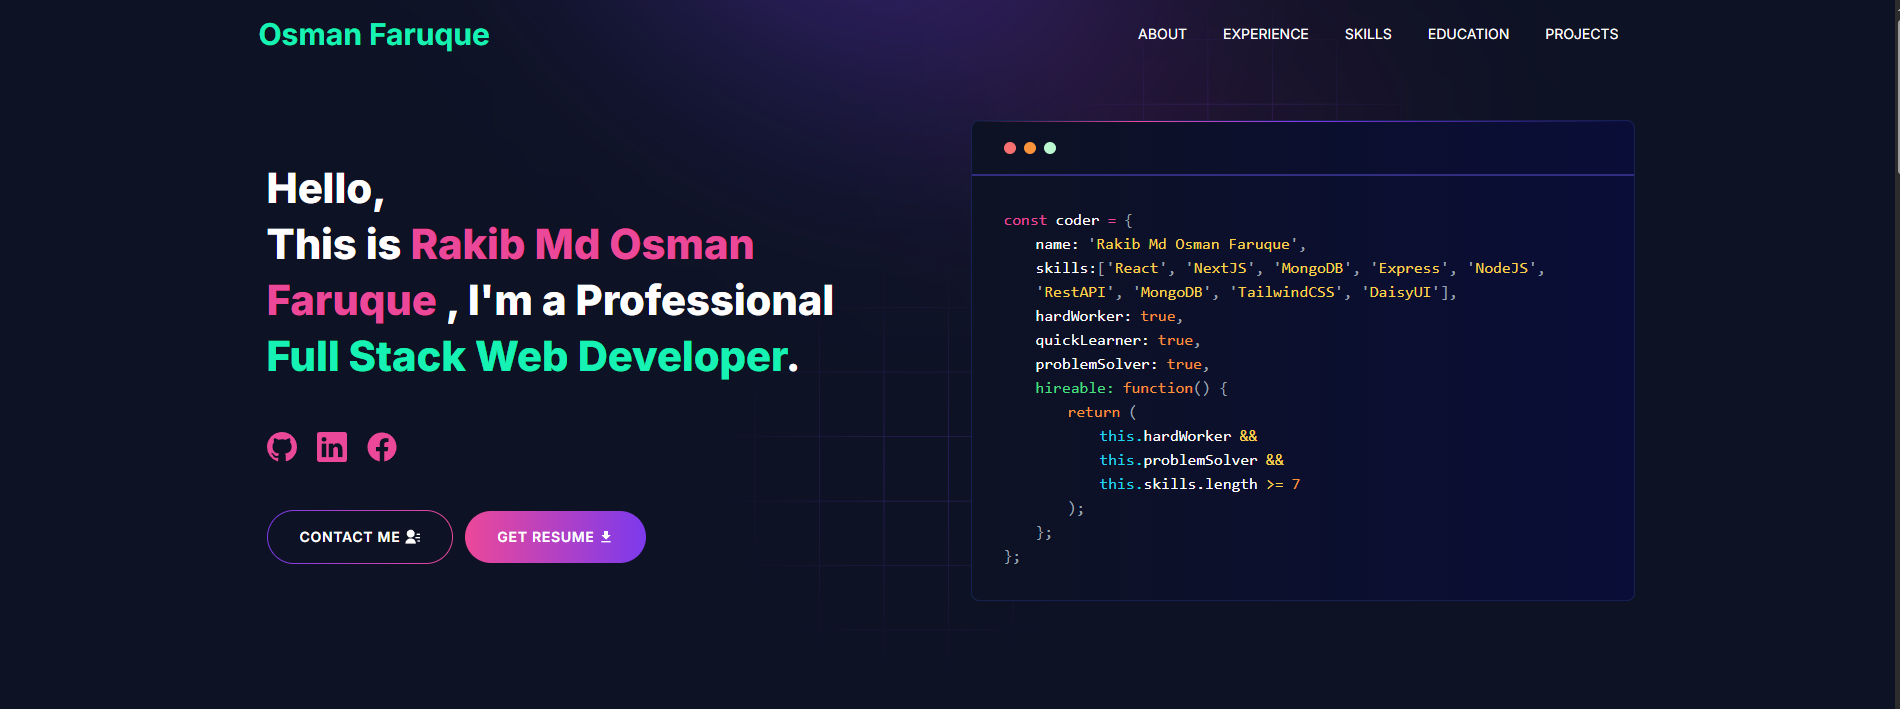 Osman Faruque
ABOUT EXPERIENCE SKILLS EDUCATION PROJECTS
Hello,
This is Rakib Md Osman
Faruque , I'm a Professional
Full Stack Web Developer.
CONTACT ME
GET RESUME
const coder = {
name: 'Rakib Md Osman Faruque',
skills:['React', 'NextJS', 'MongoDB', 'Express', 'NodeJS',
'RestAPI', 'MongoDB', 'TailwindCSS', 'DaisyUI'],
hardWorker: true,
quickLearner: true,
problemSolver: true,
hireable: function() {
return (
this.hardWorker &&
this.problemSolver &&
this.skills.length >= 7
);
};
};